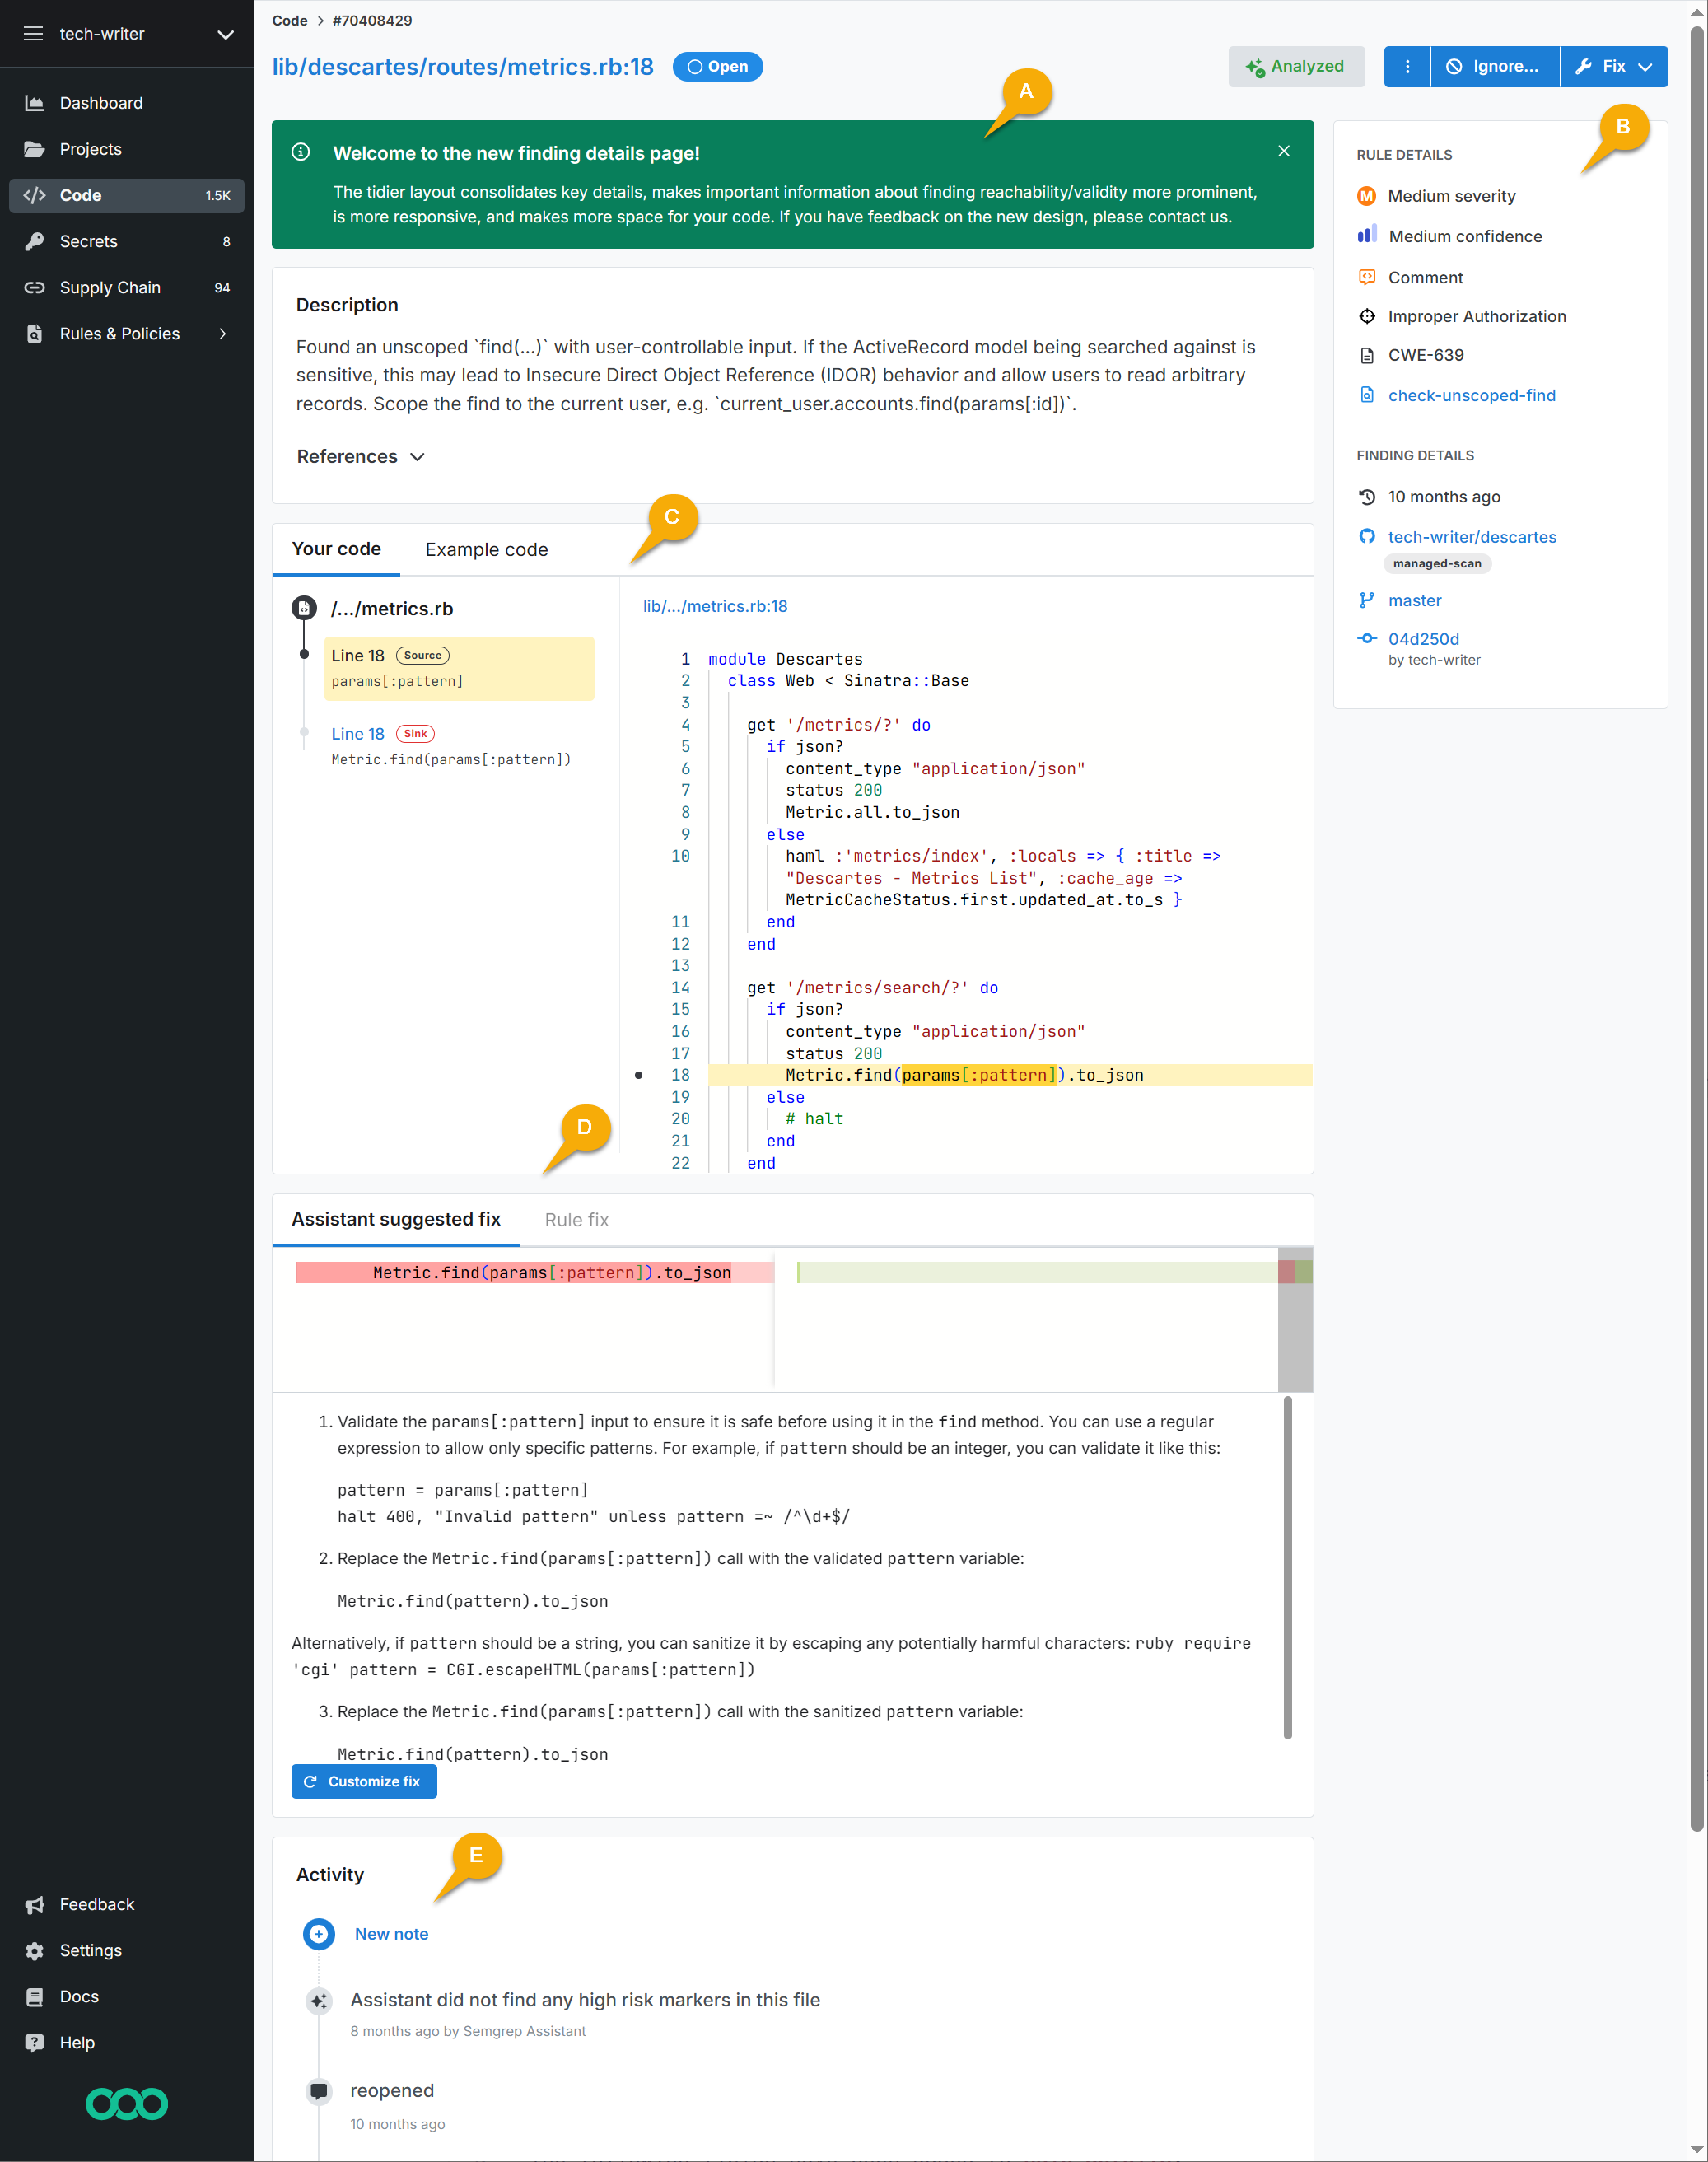 tech-writer
Dashboard
Projects
Code 1.5K
Secrets 8
Supply Chain 94
Rules & Policies
Feedback
Settings
Docs
Help
Code > #70408429
lib/descartes/routes/metrics.rb:18 Open
Analyzed Ignore... Fix
A
Welcome to the new finding details page!
The tidier layout consolidates key details, makes important information about finding reachability/validity more prominent,
is more responsive, and makes more space for your code. If you have feedback on the new design, please contact us.
Description
Found an unscoped `find(...)` with user-controllable input. If the ActiveRecord model being searched against is
sensitive, this may lead to Insecure Direct Object Reference (IDOR) behavior and allow users to read arbitrary
records. Scope the find to the current user, e.g. `current_user.accounts.find(params[:id])`.
References
B
RULE DETAILS
M Medium severity
Medium confidence
Comment
Improper Authorization
CWE-639
check-unscoped-find
FINDING DETAILS
10 months ago
tech-writer/descartes
managed-scan
master
04d250d
by tech-writer
C
Your code Example code
/.../metrics.rb
Line 18 Source
params[:pattern]
Line 18 Sink
Metric.find(params[:pattern])
lib/.../metrics.rb:18
1 module Descartes
2 class Web < Sinatra::Base
3
4 get '/metrics/?' do
5 if json?
6 content_type "application/json"
7 status 200
8 Metric.all.to_json
9 else
10 haml :'metrics/index', :locals => { :title =>
"Descartes - Metrics List", :cache_age =>
MetricCacheStatus.first.updated_at.to_s }
11 end
12 end
13
14 get '/metrics/search/?' do
15 if json?
16 content_type "application/json"
17 status 200
18 Metric.find(params[:pattern]).to_json
19 else
20 # halt
21 end
22 end
D
Assistant suggested fix Rule fix
Metric.find(params[:pattern]).to_json
1. Validate the params[:pattern] input to ensure it is safe before using it in the find method. You can use a regular
expression to allow only specific patterns. For example, if pattern should be an integer, you can validate it like this:
pattern = params[:pattern]
halt 400, "Invalid pattern" unless pattern =~ /^\d+$/
2. Replace the Metric.find(params[:pattern]) call with the validated pattern variable:
Metric.find(pattern).to_json
Alternatively, if pattern should be a string, you can sanitize it by escaping any potentially harmful characters: ruby require
'cgi' pattern = CGI.escapeHTML(params[:pattern])
3. Replace the Metric.find(params[:pattern]) call with the sanitized pattern variable:
Metric.find(pattern).to_json
Customize fix
E
Activity
New note
Assistant did not find any high risk markers in this file
8 months ago by Semgrep Assistant
reopened
10 months ago